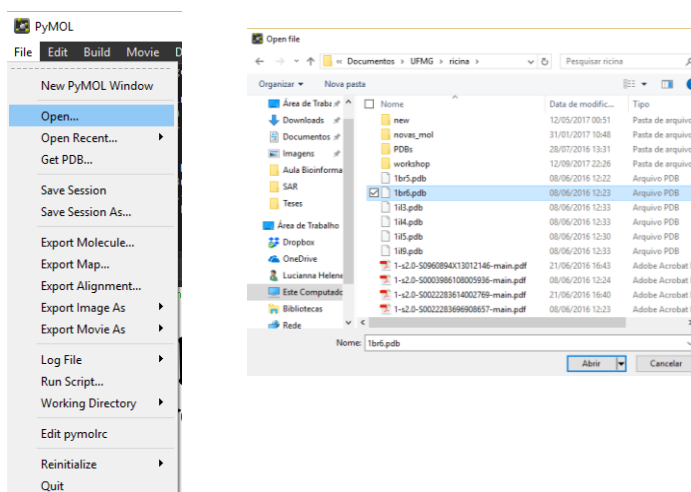 PyMOL
File Edit Build Movie D
New PyMOL Window
Open...
Open Recent...
Get PDB...
Save Session
Save Session As...
Export Molecule...
Export Map...
Export Alignment...
Export Image As
Export Movie As
Log File
Run Script...
Working Directory
Edit pymolrc
Reinitialize
Quit
Open file
« Documentos › UFMG › ricina ›
Pesquisar ricina
Organizar Nova pasta
Nome Data de modific... Tipo
Área de Traba
Downloads
Documentos
Imagens
Aula Bioinforma
SAR
Teses
Área de Trabalho
Dropbox
OneDrive
Lucianna Helene
Este Computado
Bibliotecas
Rede
new 12/05/2017 00:51 Pasta de arquivo
novas_mol 31/01/2017 10:48 Pasta de arquivo
PDBs 28/07/2016 13:31 Pasta de arquivo
workshop 12/09/2017 22:26 Pasta de arquivo
1br5.pdb 08/06/2016 12:22 Arquivo PDB
1br6.pdb 08/06/2016 12:23 Arquivo PDB
1il3.pdb 08/06/2016 12:33 Arquivo PDB
1il4.pdb 08/06/2016 12:33 Arquivo PDB
1il5.pdb 08/06/2016 12:30 Arquivo PDB
1il9.pdb 08/06/2016 12:33 Arquivo PDB
1-s2.0-S0960894X13012146-main.pdf 21/06/2016 16:43 Adobe Acrobat
1-s2.0-S0003986108005936-main.pdf 08/06/2016 12:24 Adobe Acrobat
1-s2.0-S0022283614002769-main.pdf 21/06/2016 16:40 Adobe Acrobat
1-s2.0-S0022283696908657-main.pdf 08/06/2016 12:23 Adobe Acrobat
Nome: 1br6.pdb
Abrir Cancelar